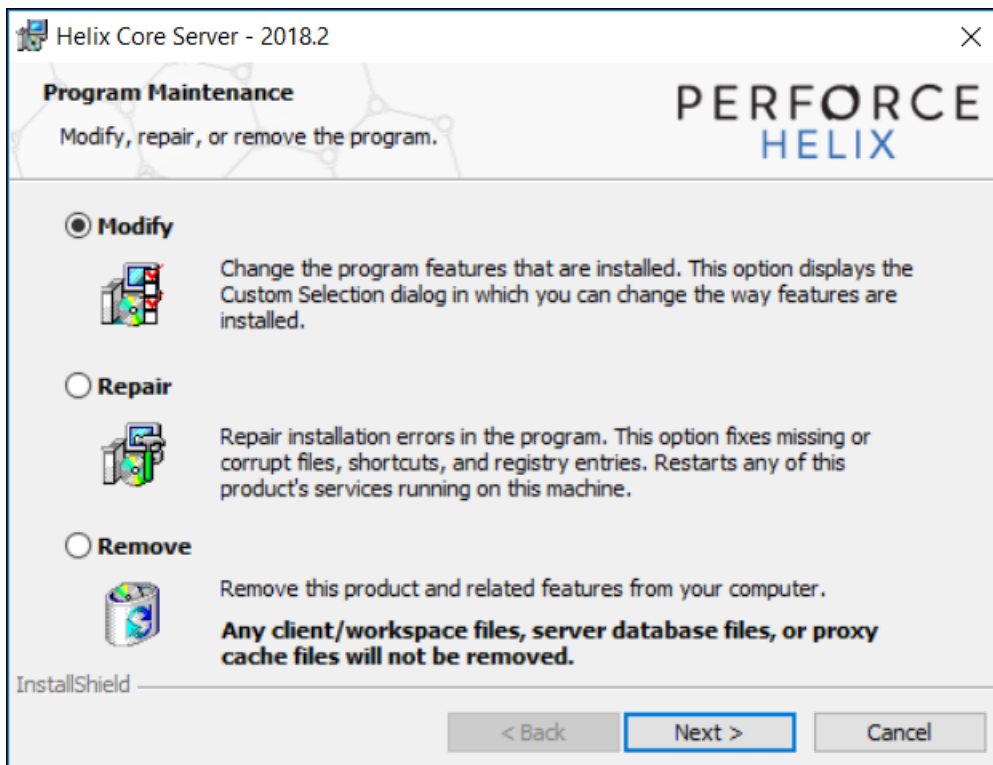 Helix Core Server - 2018.2
Program Maintenance
Modify, repair, or remove the program.
PERFORCE
HELIX
Modify
Change the program features that are installed. This option displays the
Custom Selection dialog in which you can change the way features are
installed.
Repair
Repair installation errors in the program. This option fixes missing or
corrupt files, shortcuts, and registry entries. Restarts any of this
product's services running on this machine.
Remove
Remove this product and related features from your computer.
Any client/workspace files, server database files, or proxy
cache files will not be removed.
InstallShield
< Back
Next >
Cancel